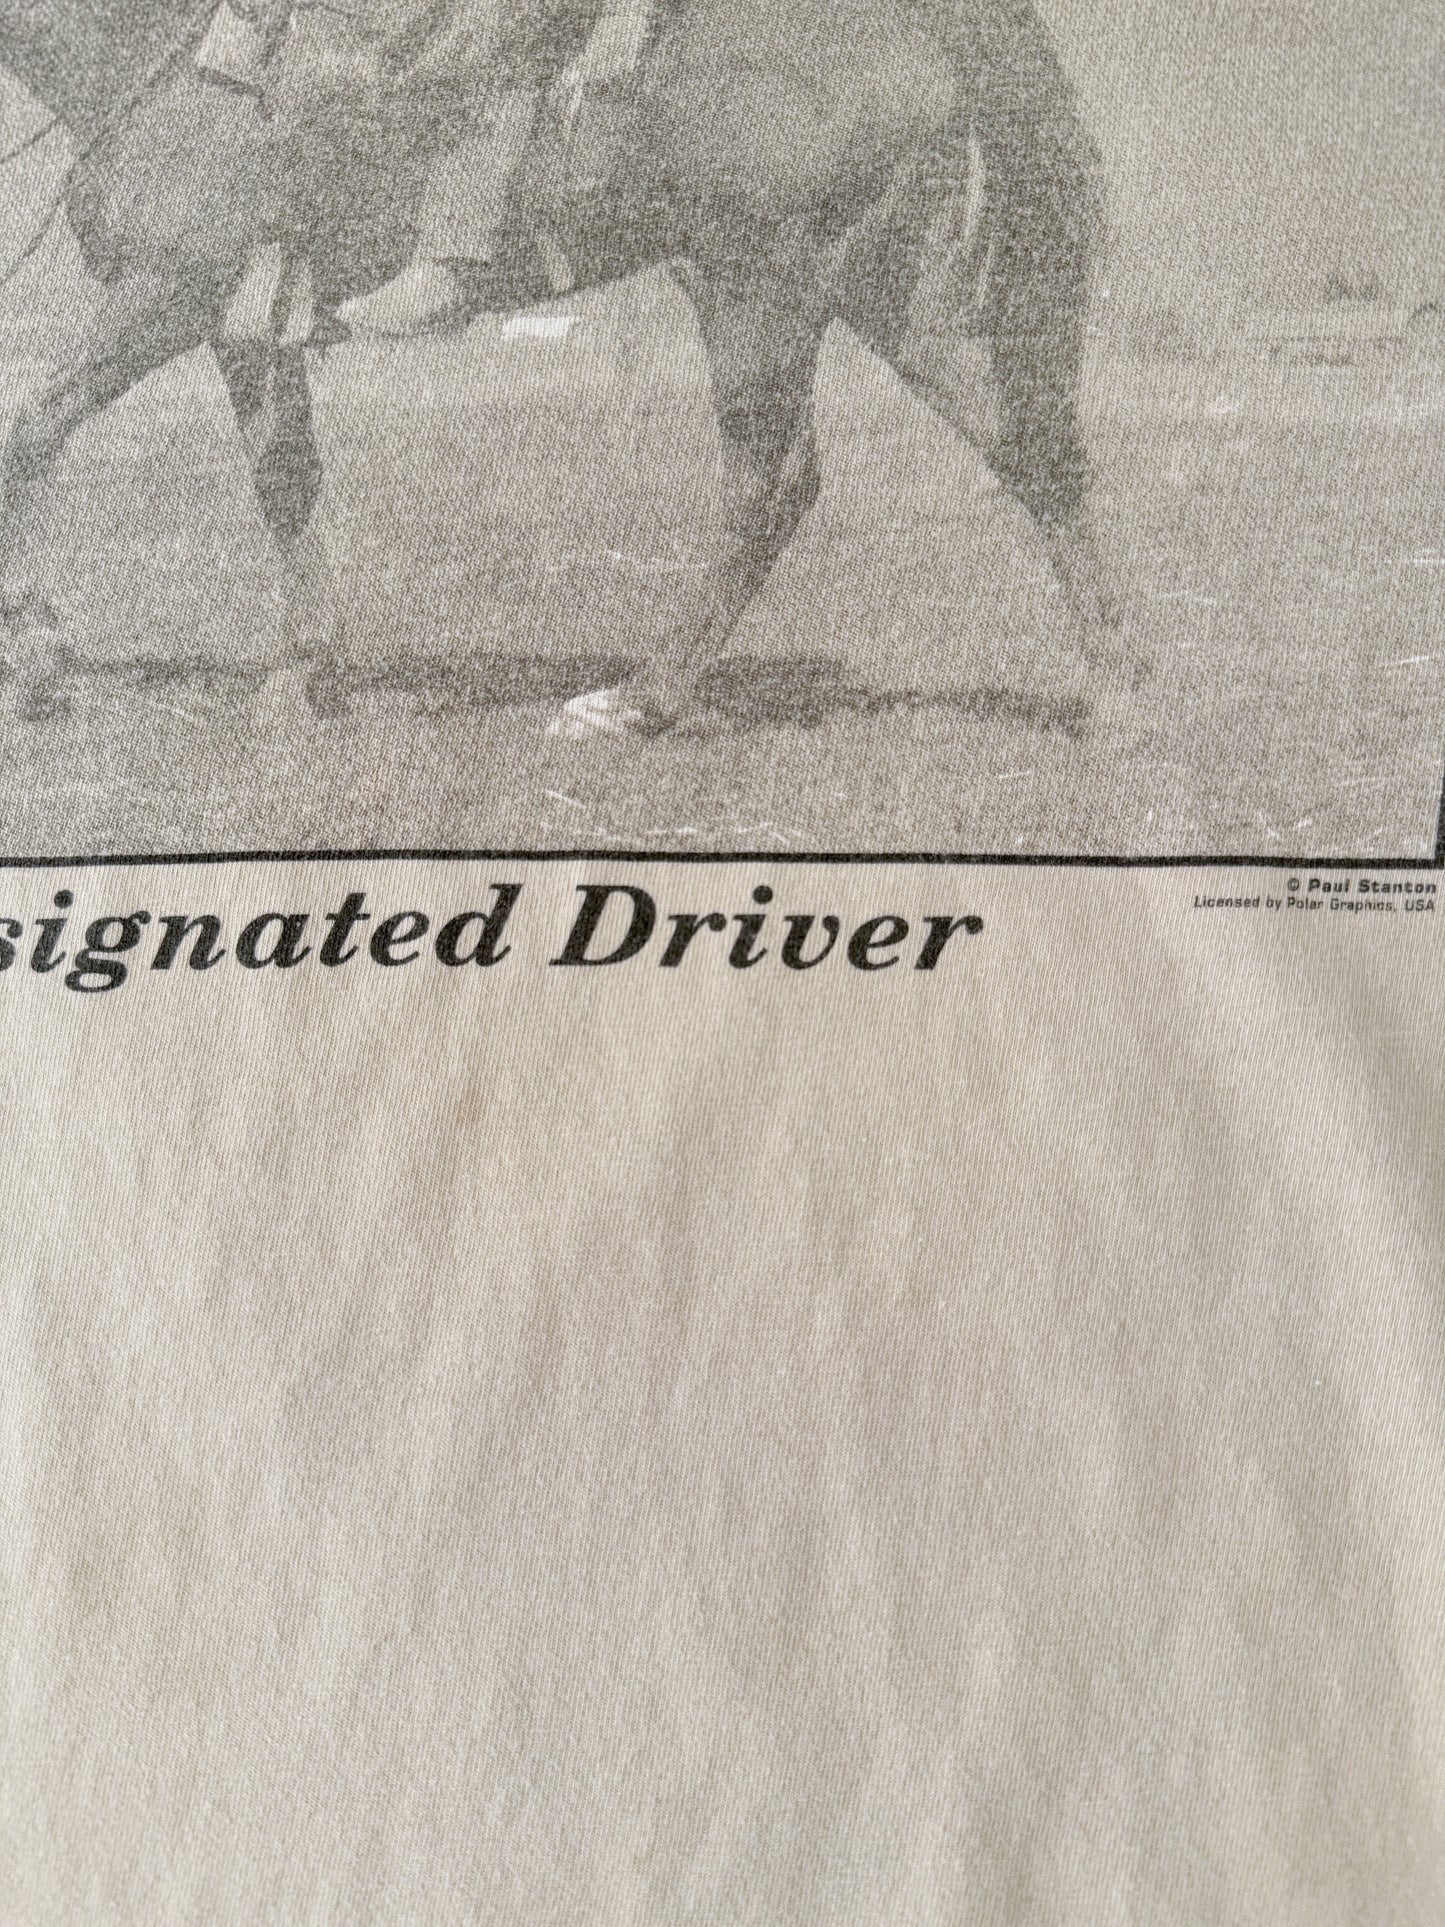 signated Driver
© Paul Stanton
Licensed by Polar Graphics, USA